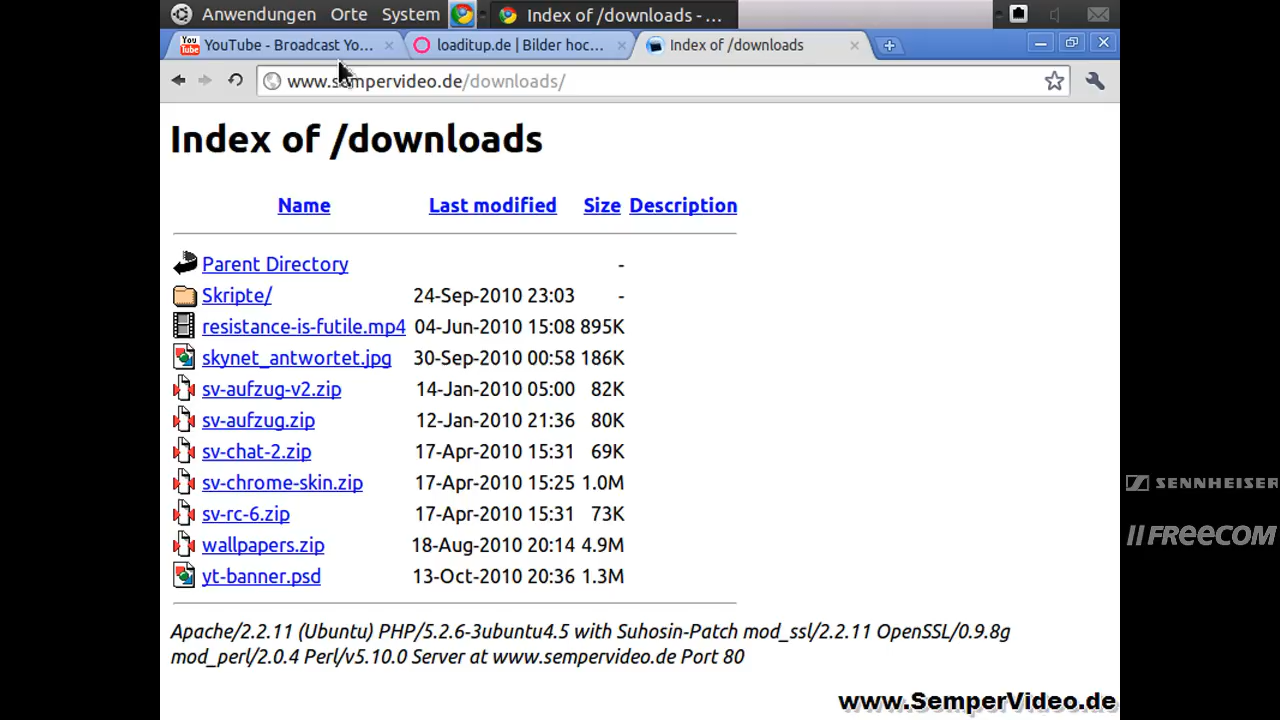 Anwendungen Orte System Index of /downloads - ...
You Tube YouTube - Broadcast Yo... loaditup.de | Bilder hoc... Index of /downloads
www.sempervideo.de/downloads/
Index of /downloads
Name Last modified Size Description
Parent Directory -
Skripte/ 24-Sep-2010 23:03 -
resistance-is-futile.mp4 04-Jun-2010 15:08 895K
skynet_antwortet.jpg 30-Sep-2010 00:58 186K
sv-aufzug-v2.zip 14-Jan-2010 05:00 82K
sv-aufzug.zip 12-Jan-2010 21:36 80K
sv-chat-2.zip 17-Apr-2010 15:31 69K
sv-chrome-skin.zip 17-Apr-2010 15:25 1.0M
sv-rc-6.zip 17-Apr-2010 15:31 73K
wallpapers.zip 18-Aug-2010 20:14 4.9M
yt-banner.psd 13-Oct-2010 20:36 1.3M
Apache/2.2.11 (Ubuntu) PHP/5.2.6-3ubuntu4.5 with Suhosin-Patch mod_ssl/2.2.11 OpenSSL/0.9.8g
mod_perl/2.0.4 Perl/v5.10.0 Server at www.sempervideo.de Port 80
SENNHEISER
FREECOM
www.SemperVideo.de